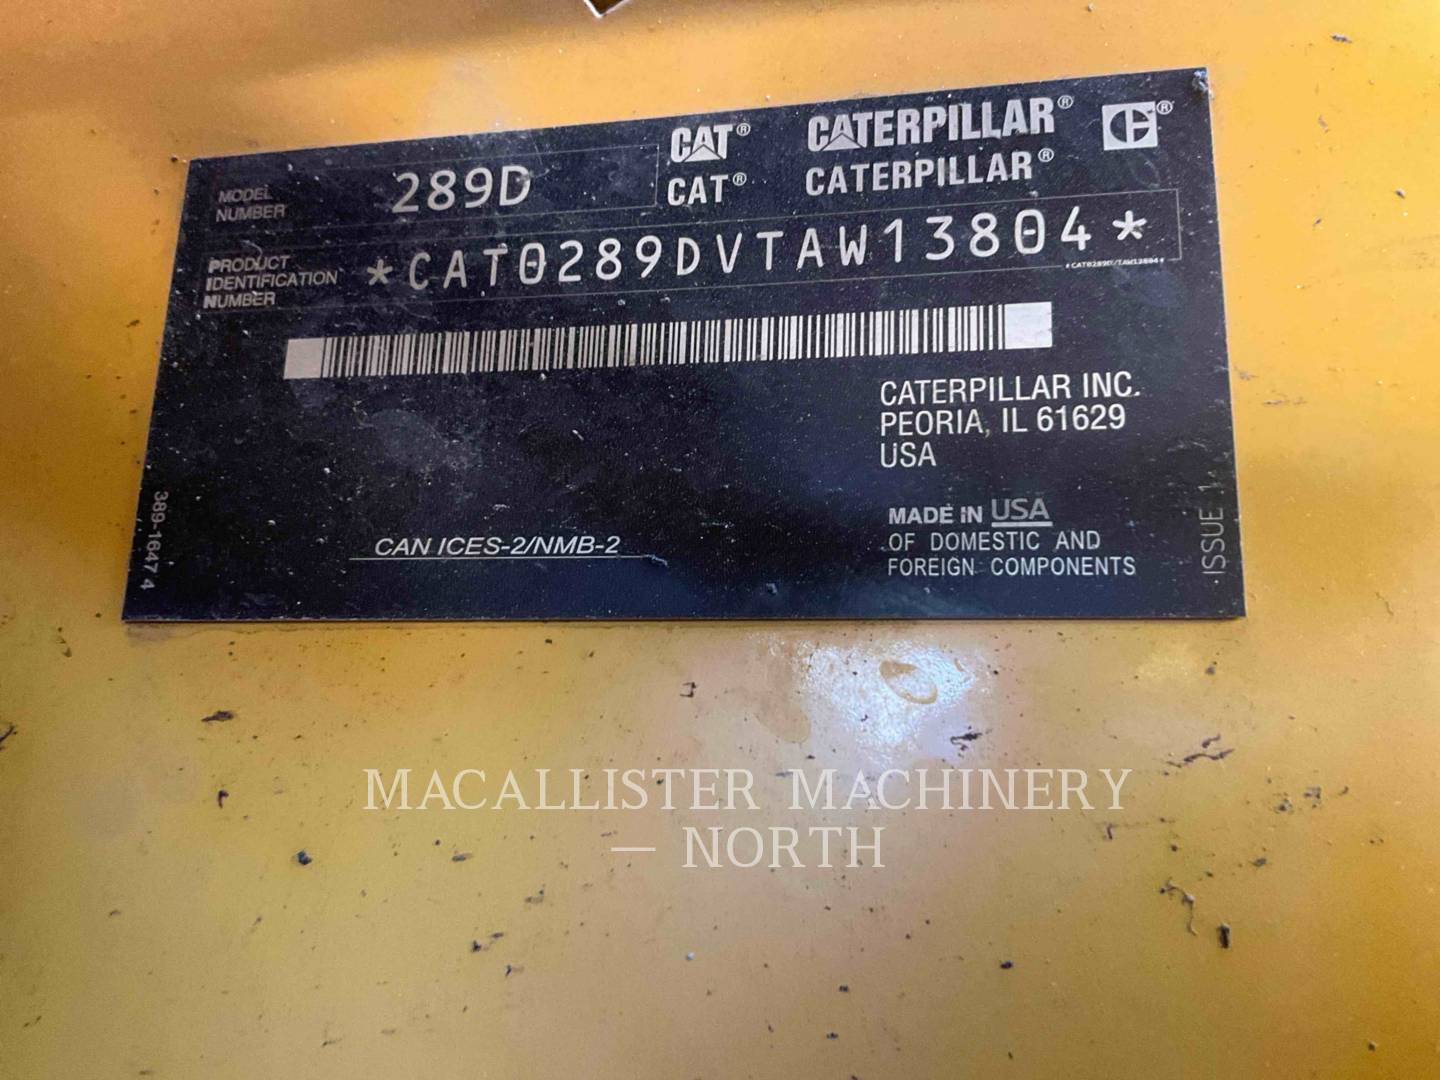 MODEL NUMBER 289D
CAT® CATERPILLAR®
CAT® CATERPILLAR®
PRODUCT IDENTIFICATION NUMBER *CAT0289DVTAW13804*
*CAT0289DVTAW13804*
CATERPILLAR INC.
PEORIA, IL 61629
USA
MADE IN USA
OF DOMESTIC AND
FOREIGN COMPONENTS
CAN ICES-2/NMB-2
389-1647 4
ISSUE 1
MACALLISTER MACHINERY
— NORTH